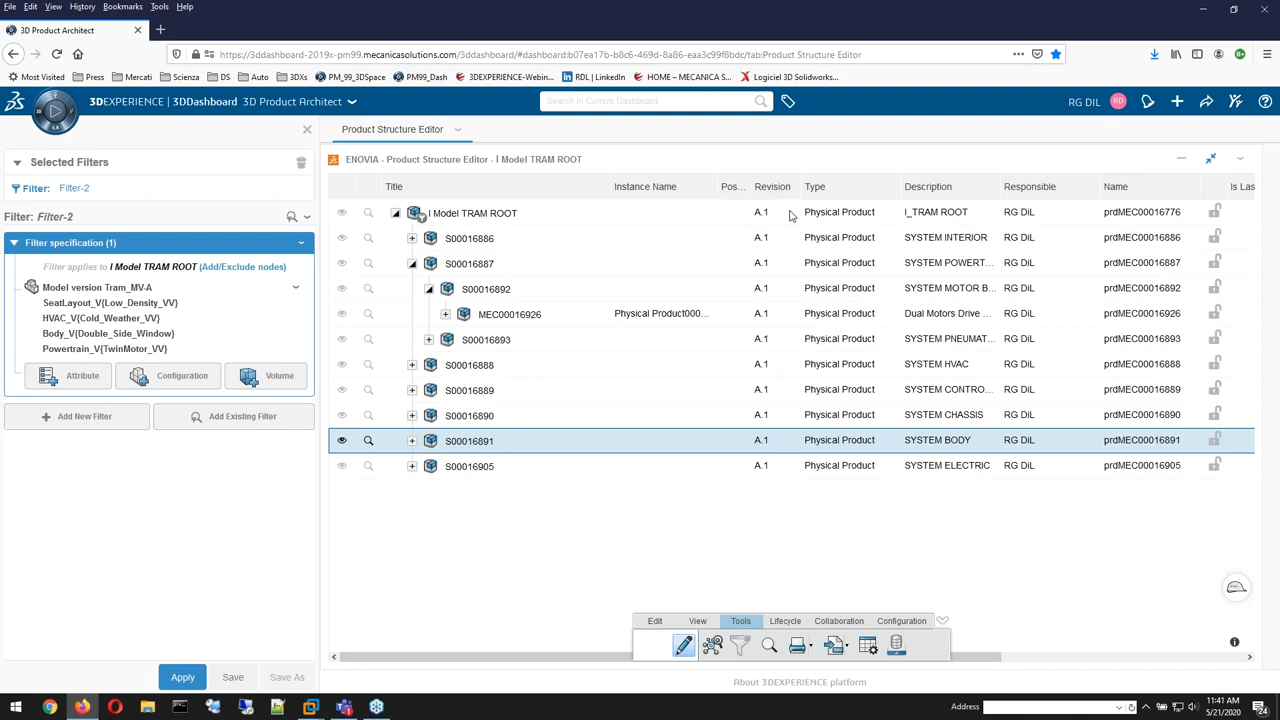 File Edit View History Bookmarks Tools Help
3D Product Architect
https://3ddashboard-2019x-pm99.mecanicasolutions.com/3ddashboard/#dashboard:b07ea17b-b8c6-469d-8a86-eaa3c99f8bdc/tab:Product Structure Editor
Most Visited Press Mercati Scienza DS Auto 3DXs PM_99_3DSpace PM99_Dash 3DEXPERIENCE-Webin... RDL | LinkedIn HOME – MECANICA S... Logiciel 3D Solidworks...
3DEXPERIENCE | 3DDashboard 3D Product Architect
Search In Current Dashboard
RG DIL RD
Product Structure Editor
Selected Filters
ENOVIA - Product Structure Editor - I Model TRAM ROOT
Filter: Filter-2
Title Instance Name Pos... Revision Type Description Responsible Name Is Las
Filter: Filter-2
I Model TRAM ROOT A.1 Physical Product I_TRAM ROOT RG DiL prdMEC00016776
Filter specification (1)
S00016886 A.1 Physical Product SYSTEM INTERIOR RG DiL prdMEC00016886
Filter applies to I Model TRAM ROOT (Add/Exclude nodes)
S00016887 A.1 Physical Product SYSTEM POWERT... RG DiL prdMEC00016887
Model version Tram_MV-A
S00016892 A.1 Physical Product SYSTEM MOTOR B... RG DiL prdMEC00016892
SeatLayout_V{Low_Density_VV}
HVAC_V{Cold_Weather_VV}
MEC00016926 Physical Product000... A.1 Physical Product Dual Motors Drive ... RG DiL prdMEC00016926
Body_V{Double_Side_Window}
S00016893 A.1 Physical Product SYSTEM PNEUMAT... RG DiL prdMEC00016893
Powertrain_V{TwinMotor_VV}
S00016888 A.1 Physical Product SYSTEM HVAC RG DiL prdMEC00016888
Attribute Configuration Volume
S00016889 A.1 Physical Product SYSTEM CONTRO... RG DiL prdMEC00016889
Add New Filter Add Existing Filter
S00016890 A.1 Physical Product SYSTEM CHASSIS RG DiL prdMEC00016890
S00016891 A.1 Physical Product SYSTEM BODY RG DiL prdMEC00016891
S00016905 A.1 Physical Product SYSTEM ELECTRIC RG DiL prdMEC00016905
Edit View Tools Lifecycle Collaboration Configuration
Apply Save Save As
About 3DEXPERIENCE platform
Address
11:41 AM
5/21/2020
24